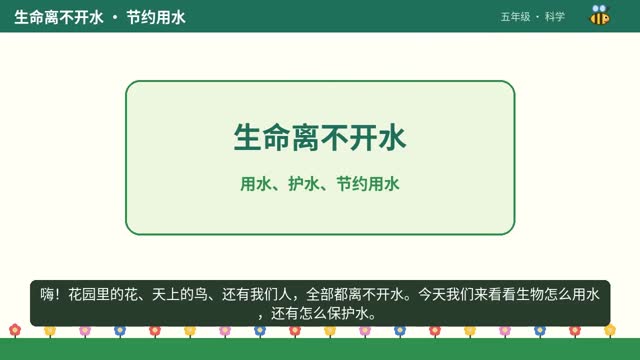 生命离不开水 · 节约用水
五年级 · 科学
生命离不开水
用水、护水、节约用水
嗨！花园里的花、天上的鸟、还有我们人，全部都离不开水。今天我们来看看生物怎么用水
，还有怎么保护水。